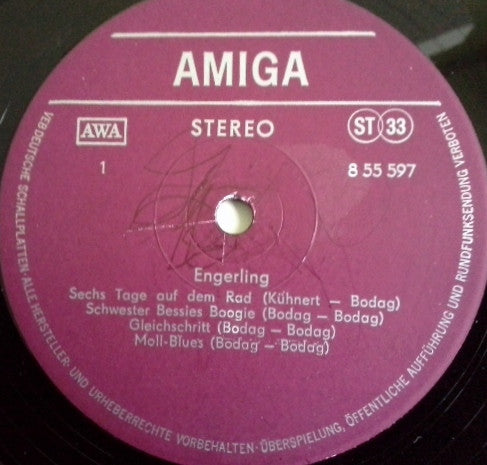 AMIGA
AWA
STEREO
ST 33
1
8 55 597
Engerling
Sechs Tage auf dem Rad (Kühnert – Bodag)
Schwester Bessies Boogie (Bodag – Bodag)
Gleichschritt (Bodag – Bodag)
Moll-Blues (Bodag – Bodag)
VEB DEUTSCHE SCHALLPLATTEN · ALLE HERSTELLER- UND URHEBERRECHTE VORBEHALTEN · ÜBERSPIELUNG, ÖFFENTLICHE AUFFÜHRUNG UND RUNDFUNKSENDUNG VERBOTEN